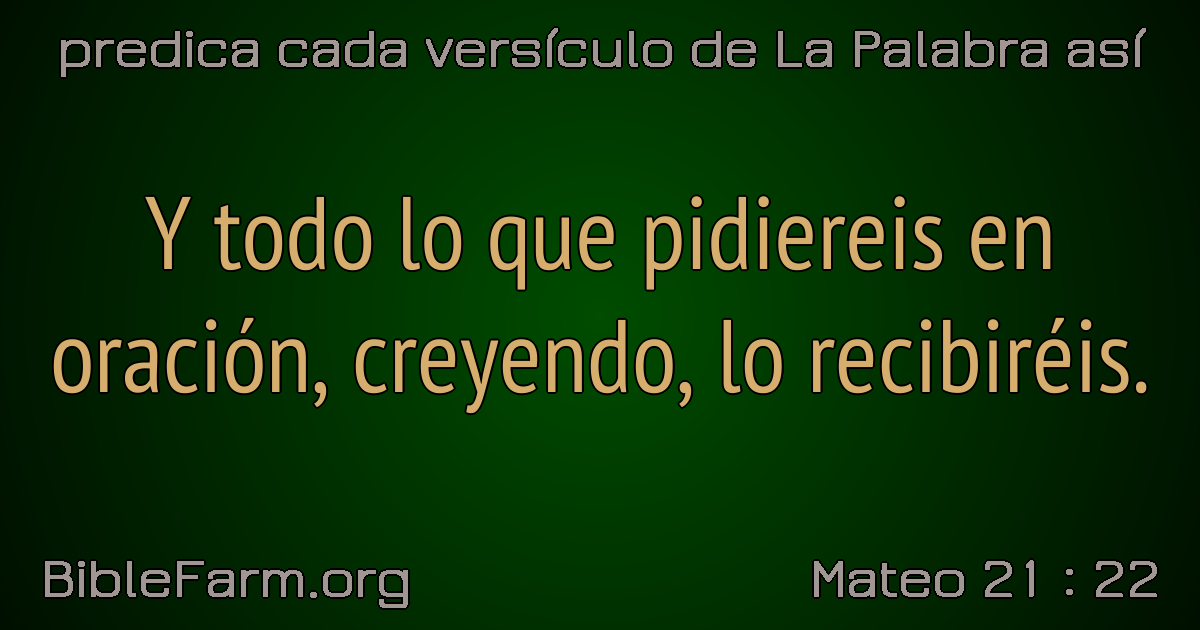 predica cada versículo de La Palabra así
Y todo lo que pidiereis en
oración, creyendo, lo recibiréis.
BibleFarm.org
Mateo 21 : 22